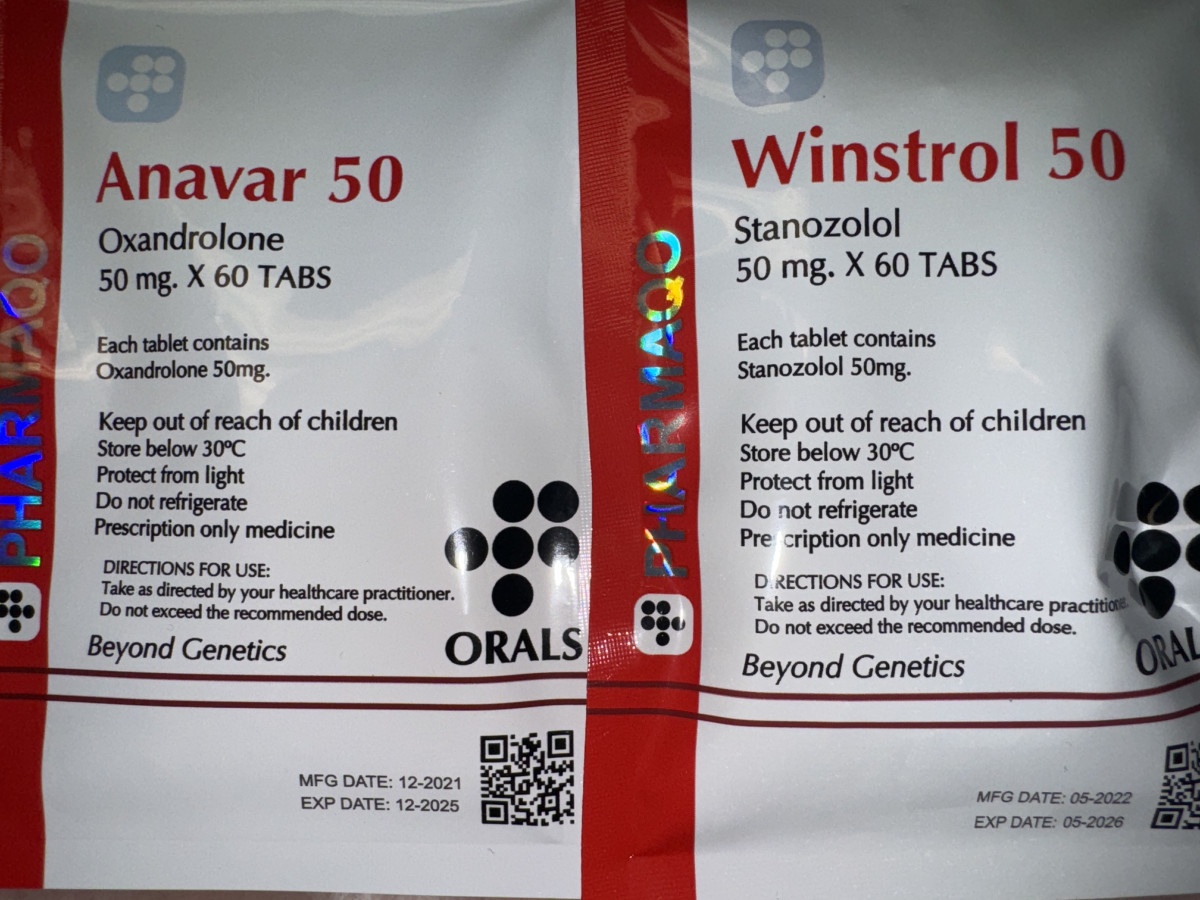 PHARMAQO
Anavar 50
Oxandrolone
50 mg. X 60 TABS
Each tablet contains
Oxandrolone 50mg.
Keep out of reach of children
Store below 30ºC
Protect from light
Do not refrigerate
Prescription only medicine
DIRECTIONS FOR USE:
Take as directed by your healthcare practitioner.
Do not exceed the recommended dose.
Beyond Genetics
ORALS
MFG DATE: 12-2021
EXP DATE: 12-2025
PHARMAQO
Winstrol 50
Stanozolol
50 mg. X 60 TABS
Each tablet contains
Stanozolol 50mg.
Keep out of reach of children
Store below 30ºC
Protect from light
Do not refrigerate
Prescription only medicine
DIRECTIONS FOR USE:
Take as directed by your healthcare practitioner.
Do not exceed the recommended dose.
Beyond Genetics
ORAL
MFG DATE: 05-2022
EXP DATE: 05-2026